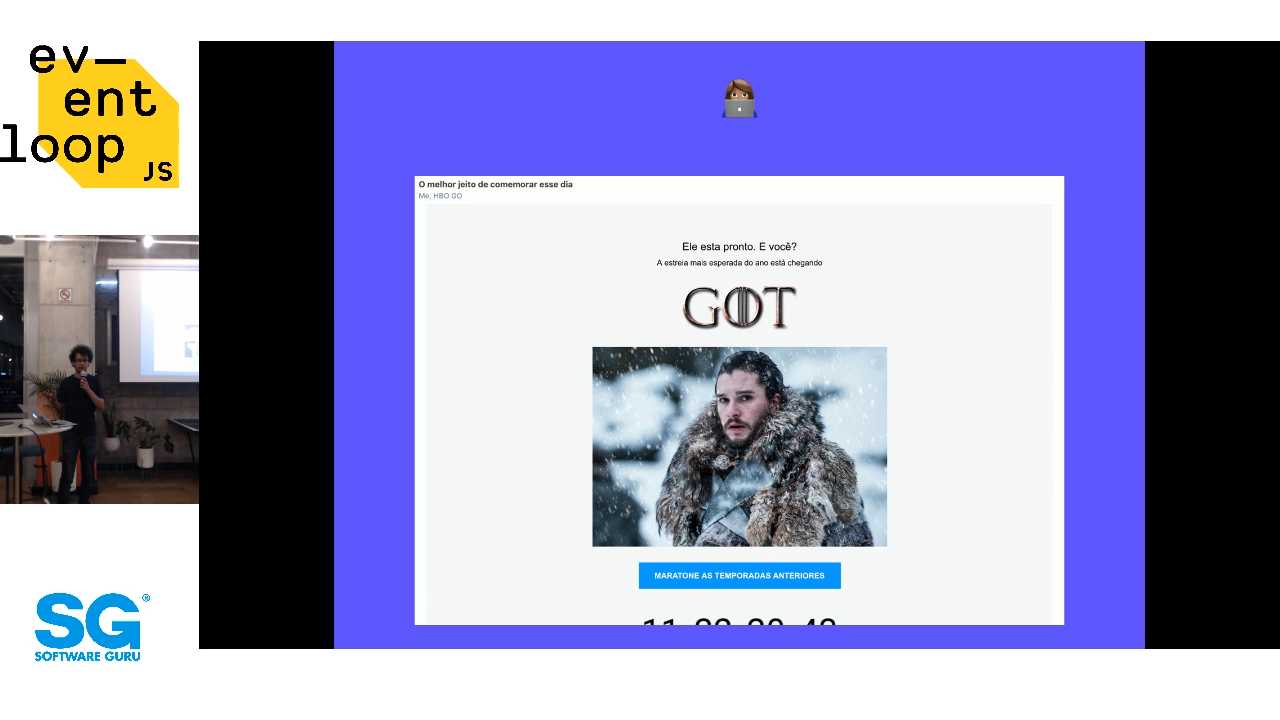 ev—
ent
loop
JS
O melhor jeito de comemorar esse dia
Me, HBO GO
Ele esta pronto. E você?
A estreia mais esperada do ano está chegando
GOT
MARATONE AS TEMPORADAS ANTERIORES
SG®
SOFTWARE GURU